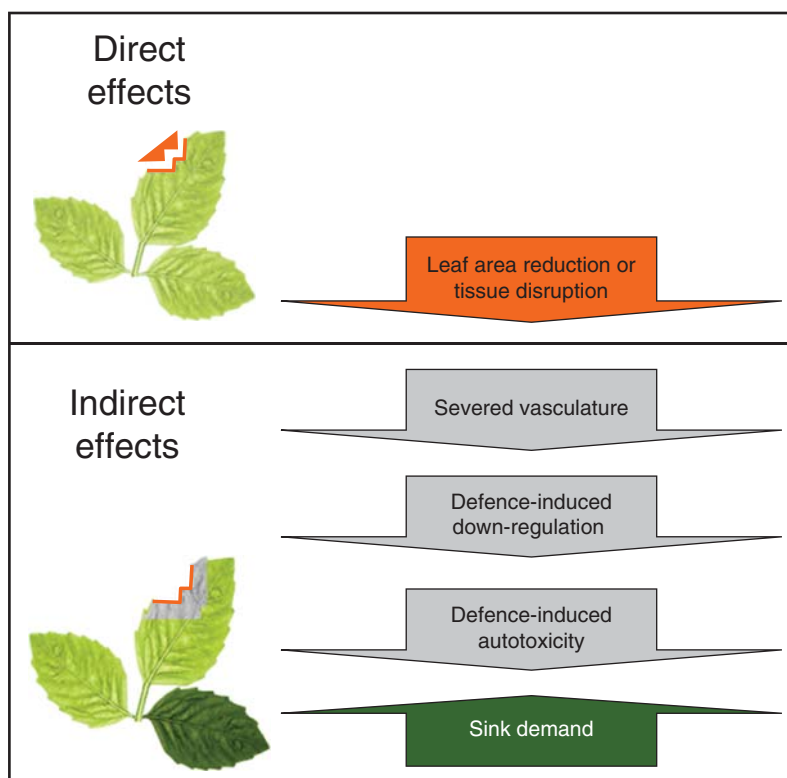 Direct
effects
Leaf area reduction or
tissue disruption
Indirect
effects
Severed vasculature
Defence-induced
down-regulation
Defence-induced
autotoxicity
Sink demand